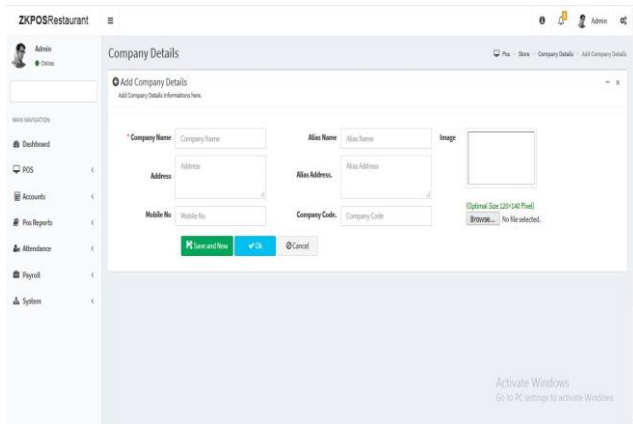 ZKPOSRestaurant
Admin
Admin
Online
Company Details
Pos - Store - Company Details - Add Company Details
Add Company Details
Add Company Details informations here.
MAIN NAVIGATION
Dashboard
POS
Accounts
Pos Reports
Attendance
Payroll
System
* Company Name Company Name Alias Name Alias Name Image
Address Address Alias Address. Alias Address
(Optimal Size 120*140 Pixel)
Mobile No Mobile No Company Code. Company Code Browse... No file selected.
Save and New Ok Cancel
Activate Windows
Go to PC settings to activate Windows.